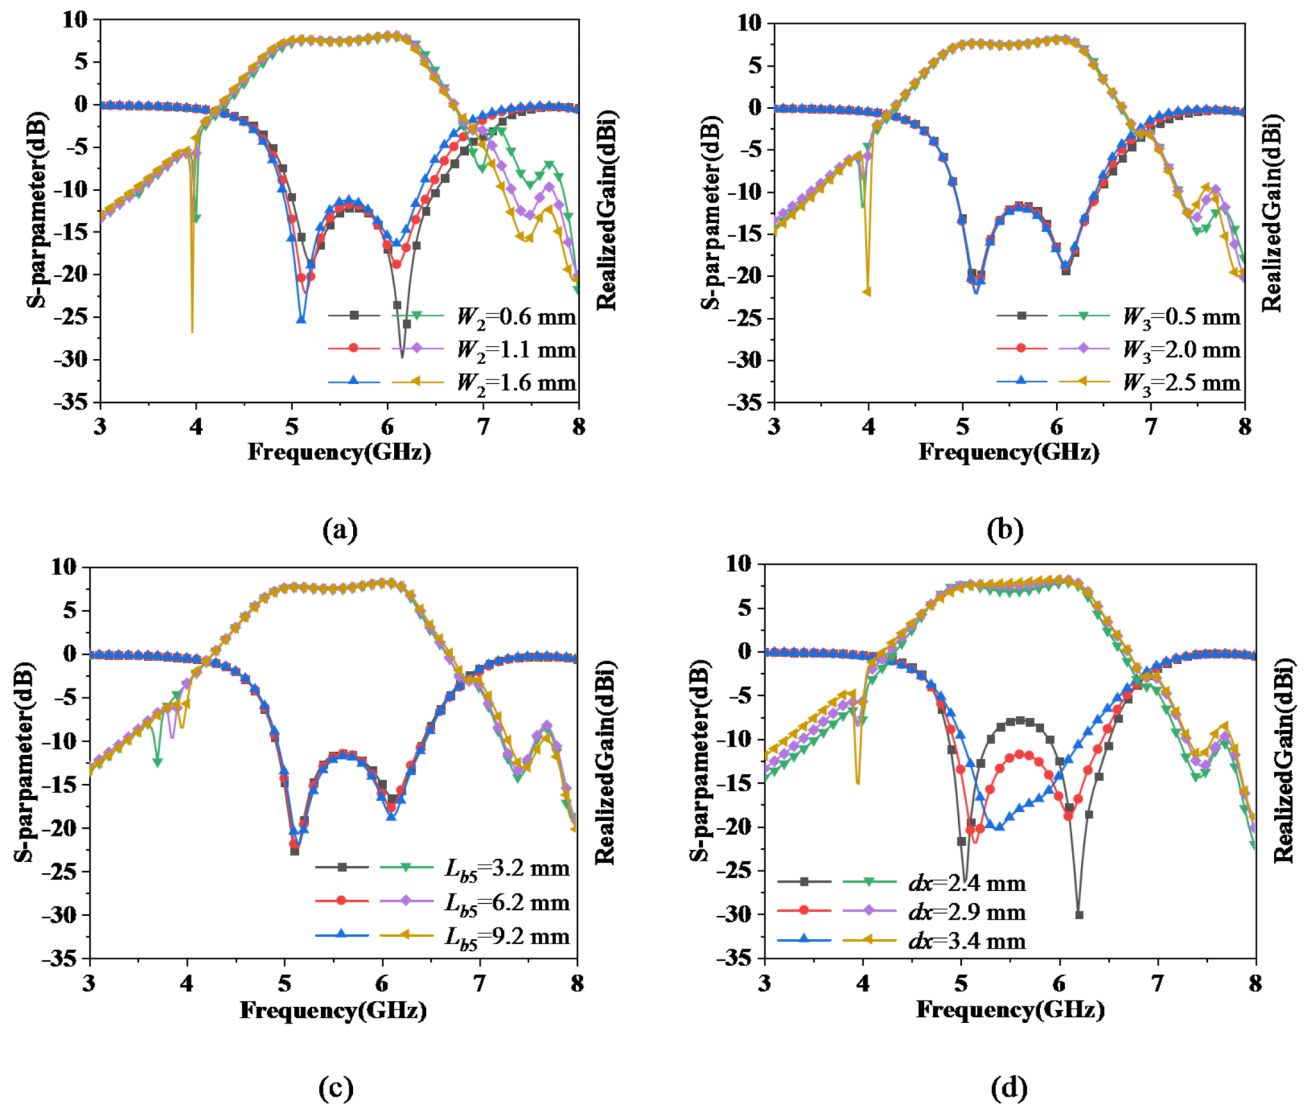 10
5
0
-5
-10
-15
-20
-25
-30
-35
S-parpameter(dB)
RealizedGain(dBi)
W2=0.6 mm
W2=1.1 mm
W2=1.6 mm
3 4 5 6 7 8
Frequency(GHz)
(a)
10
5
0
-5
-10
-15
-20
-25
-30
-35
S-parpameter(dB)
RealizedGain(dBi)
W3=0.5 mm
W3=2.0 mm
W3=2.5 mm
3 4 5 6 7 8
Frequency(GHz)
(b)
10
5
0
-5
-10
-15
-20
-25
-30
-35
S-parpameter(dB)
RealizedGain(dBi)
Lb5=3.2 mm
Lb5=6.2 mm
Lb5=9.2 mm
3 4 5 6 7 8
Frequency(GHz)
(c)
10
5
0
-5
-10
-15
-20
-25
-30
-35
S-parpameter(dB)
RealizedGain(dBi)
dx=2.4 mm
dx=2.9 mm
dx=3.4 mm
3 4 5 6 7 8
Frequency(GHz)
(d)